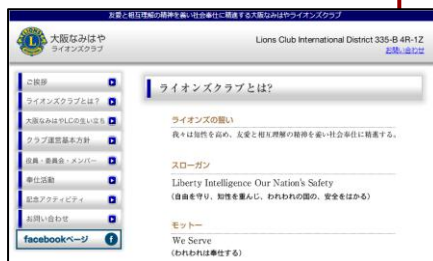 友愛と相互理解の精神を養い社会奉仕に精進する大阪なみはやライオンズクラブ
大阪なみはや
ライオンズクラブ
Lions Club International District 335-B 4R-1Z
お問い合わせ
ご挨拶
ライオンズクラブとは?
大阪なみはやLCの生い立ち
クラブ運営基本方針
役員・委員会・メンバー
奉仕活動
記念アクティビティ
お問い合わせ
facebookページ
ライオンズクラブとは?
ライオンズの誓い
我々は知性を高め、友愛と相互理解の精神を養い社会奉仕に精進する。
スローガン
Liberty Intelligence Our Nation's Safety
(自由を守り、知性を重んじ、われわれの国の、安全をはかる)
モットー
We Serve
(われわれは奉仕する)